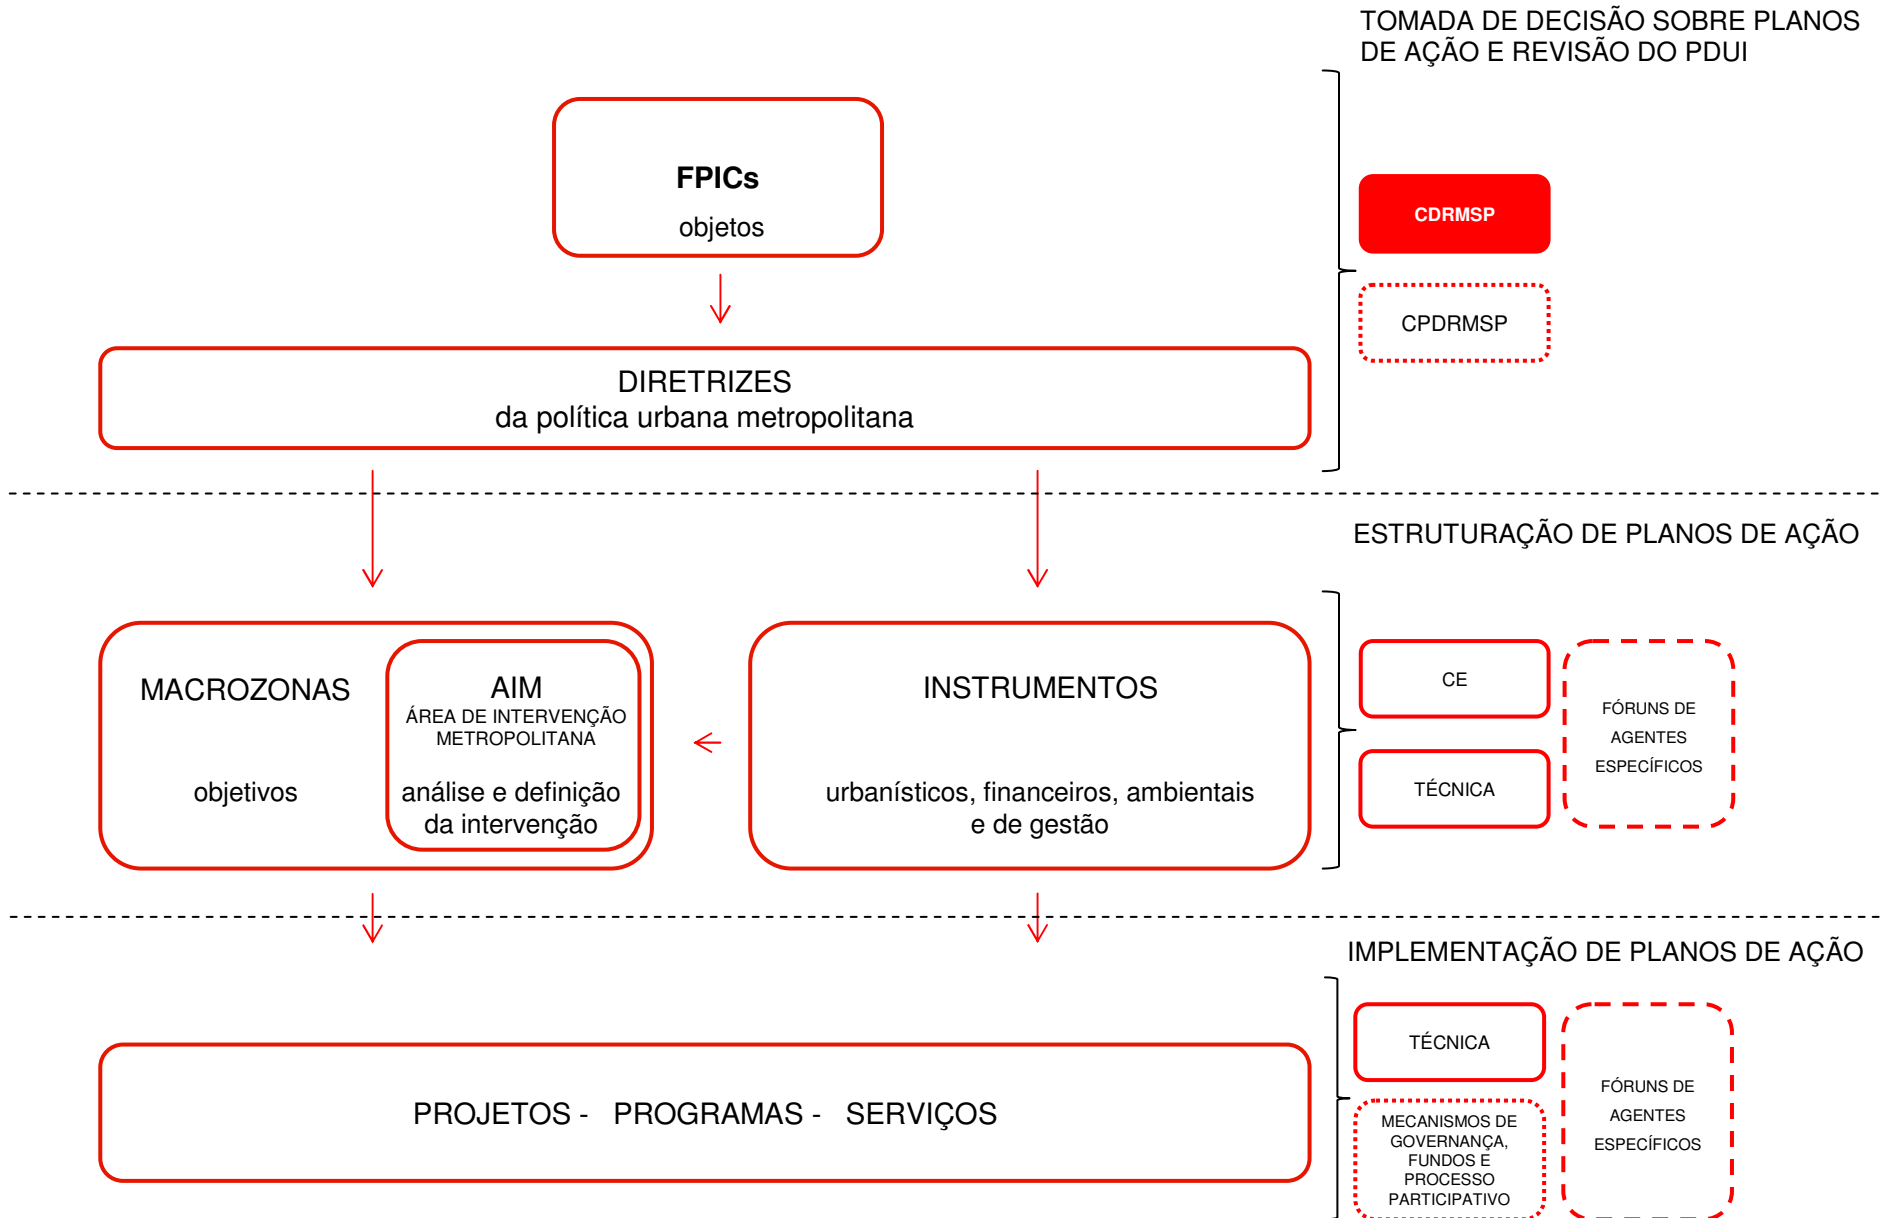 TOMADA DE DECISÃO SOBRE PLANOS
DE AÇÃO E REVISÃO DO PDUI
FPICs
objetos
CDRMSP
CPDRMSP
DIRETRIZES
da política urbana metropolitana
ESTRUTURAÇÃO DE PLANOS DE AÇÃO
MACROZONAS
objetivos
AIM
ÁREA DE INTERVENÇÃO
METROPOLITANA
análise e definição
da intervenção
INSTRUMENTOS
urbanísticos, financeiros, ambientais
e de gestão
CE
TÉCNICA
FÓRUNS DE
AGENTES
ESPECÍFICOS
IMPLEMENTAÇÃO DE PLANOS DE AÇÃO
PROJETOS - PROGRAMAS - SERVIÇOS
TÉCNICA
MECANISMOS DE
GOVERNANÇA,
FUNDOS E
PROCESSO
PARTICIPATIVO
FÓRUNS DE
AGENTES
ESPECÍFICOS